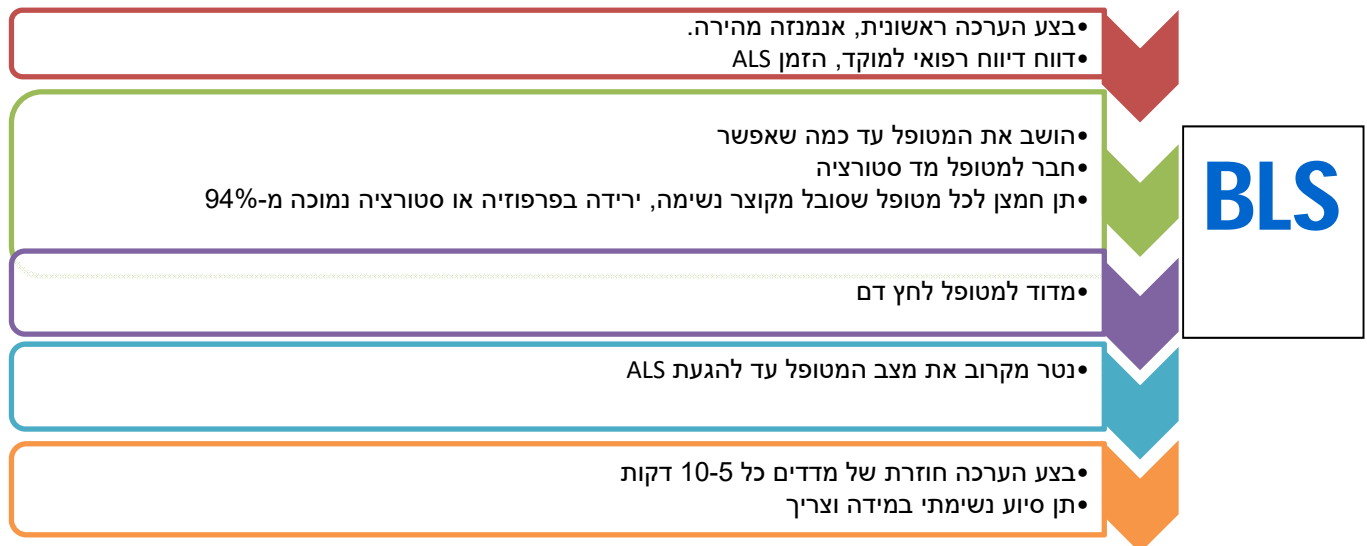 •בצע הערכה ראשונית, אנמנזה מהירה.
•דווח דיווח רפואי למוקד, הזמן ALS
•הושב את המטופל עד כמה שאפשר
•חבר למטופל מד סטורציה
•תן חמצן לכל מטופל שסובל מקוצר נשימה, ירידה בפרפוזיה או סטורציה נמוכה מ-94%
BLS
•מדוד למטופל לחץ דם
•נטר מקרוב את מצב המטופל עד להגעת ALS
•בצע הערכה חוזרת של מדדים כל 10-5 דקות
•תן סיוע נשימתי במידה וצריך